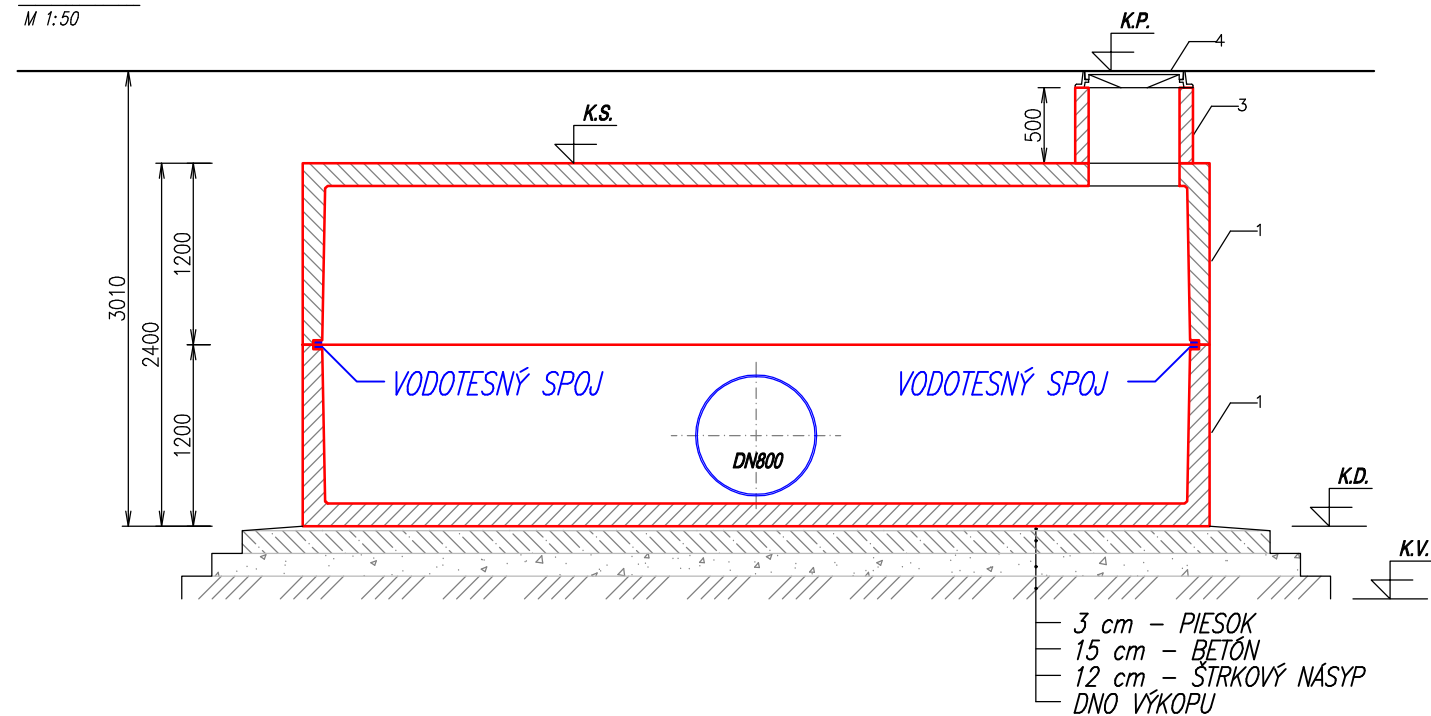 M 1:50
K.P.
4
K.S.
500
3
3010
2400
1200
1
VODOTESNÝ SPOJ
VODOTESNÝ SPOJ
1200
1
DN800
K.D.
K.V.
3 cm – PIESOK
15 cm – BETÓN
12 cm – ŠTRKOVÝ NÁSYP
DNO VÝKOPU